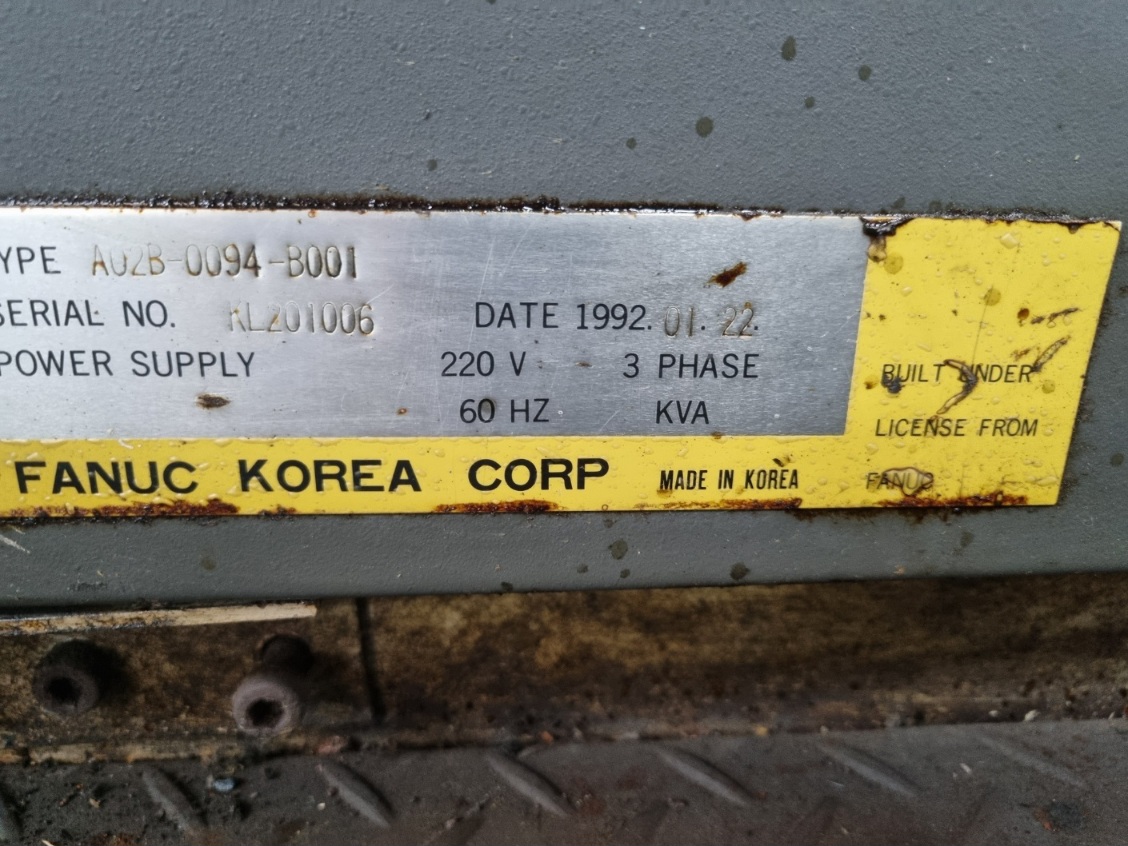 YPE A02B-0094-B001
SERIAL NO. KL201006 DATE 1992.01.22.
POWER SUPPLY 220 V 3 PHASE
60 HZ KVA
FANUC KOREA CORP MADE IN KOREA
BUILT UNDER
LICENSE FROM
FANUC